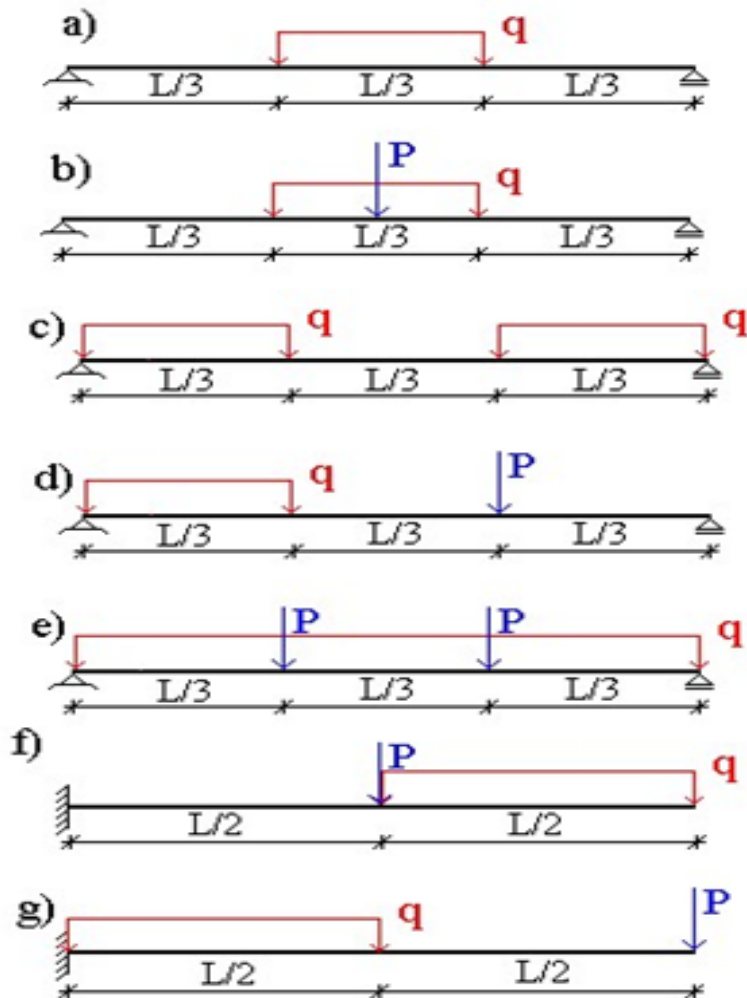 a) q
L/3 L/3 L/3
b) P q
L/3 L/3 L/3
c) q q
L/3 L/3 L/3
d) q P
L/3 L/3 L/3
e) P P q
L/3 L/3 L/3
f) P q
L/2 L/2
g) q P
L/2 L/2